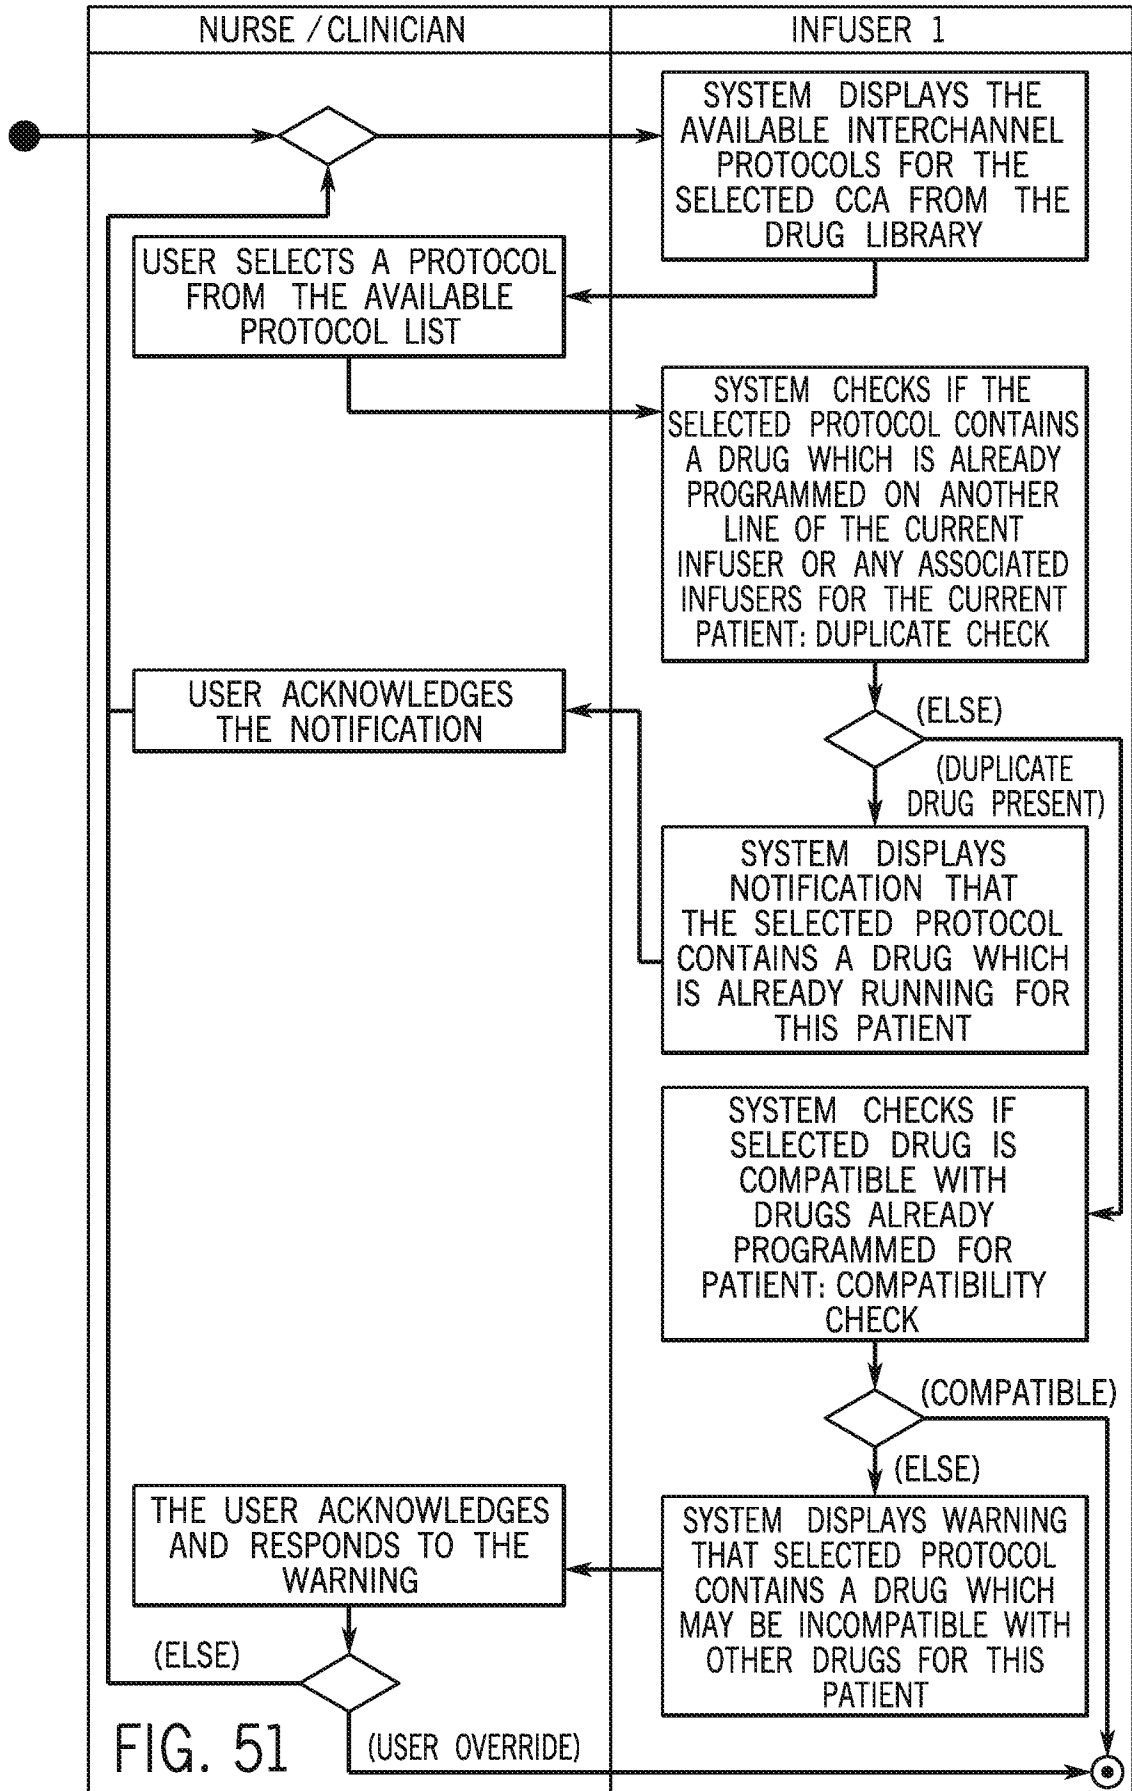 NURSE / CLINICIAN
INFUSER 1
SYSTEM DISPLAYS THE
AVAILABLE INTERCHANNEL
PROTOCOLS FOR THE
SELECTED CCA FROM THE
DRUG LIBRARY
USER SELECTS A PROTOCOL
FROM THE AVAILABLE
PROTOCOL LIST
SYSTEM CHECKS IF THE
SELECTED PROTOCOL CONTAINS
A DRUG WHICH IS ALREADY
PROGRAMMED ON ANOTHER
LINE OF THE CURRENT
INFUSER OR ANY ASSOCIATED
INFUSERS FOR THE CURRENT
PATIENT: DUPLICATE CHECK
USER ACKNOWLEDGES
THE NOTIFICATION
(ELSE)
(DUPLICATE
DRUG PRESENT)
SYSTEM DISPLAYS
NOTIFICATION THAT
THE SELECTED PROTOCOL
CONTAINS A DRUG WHICH
IS ALREADY RUNNING FOR
THIS PATIENT
SYSTEM CHECKS IF
SELECTED DRUG IS
COMPATIBLE WITH
DRUGS ALREADY
PROGRAMMED FOR
PATIENT: COMPATIBILITY
CHECK
(COMPATIBLE)
(ELSE)
THE USER ACKNOWLEDGES
AND RESPONDS TO THE
WARNING
SYSTEM DISPLAYS WARNING
THAT SELECTED PROTOCOL
CONTAINS A DRUG WHICH
MAY BE INCOMPATIBLE WITH
OTHER DRUGS FOR THIS
PATIENT
(ELSE)
(USER OVERRIDE)
FIG. 51